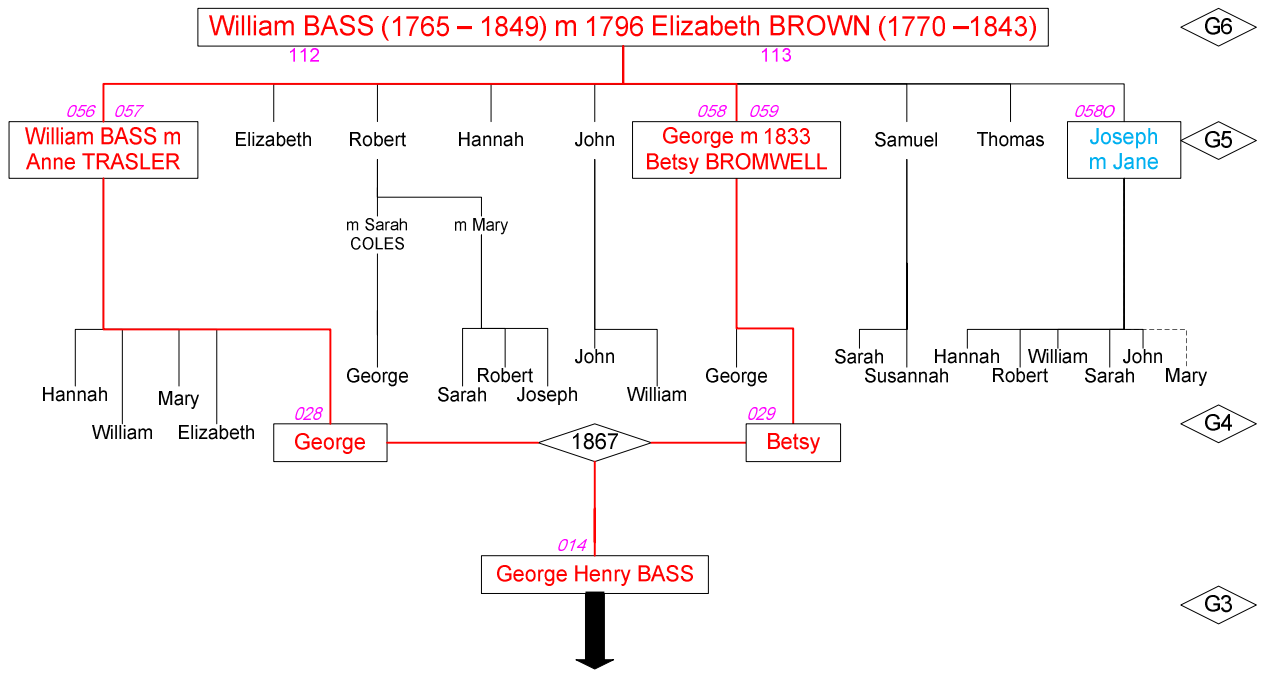 William BASS (1765 – 1849) m 1796 Elizabeth BROWN (1770 –1843)
G6
112
113
056 057
058 059
058O
William BASS m
Anne TRASLER
Elizabeth
Robert
Hannah
John
George m 1833
Betsy BROMWELL
Samuel
Thomas
Joseph
m Jane
G5
m Sarah
COLES
m Mary
Hannah
William
Mary
Elizabeth
George
Sarah
Robert
Joseph
John
William
George
Sarah
Susannah
Hannah
Robert
William
Sarah
John
Mary
028
029
George
1867
Betsy
G4
014
George Henry BASS
G3